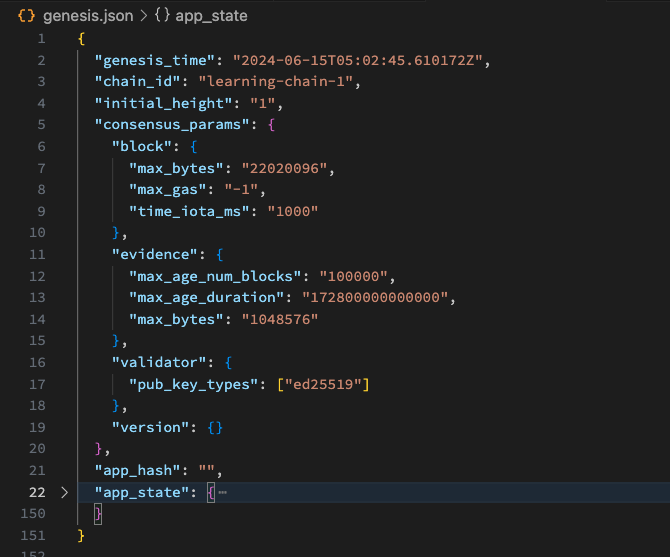 {} genesis.json > {} app_state
1 {
2 "genesis_time": "2024-06-15T05:02:45.610172Z",
3 "chain_id": "learning-chain-1",
4 "initial_height": "1",
5 "consensus_params": {
6 "block": {
7 "max_bytes": "22020096",
8 "max_gas": "-1",
9 "time_iota_ms": "1000"
10 },
11 "evidence": {
12 "max_age_num_blocks": "100000",
13 "max_age_duration": "172800000000000",
14 "max_bytes": "1048576"
15 },
16 "validator": {
17 "pub_key_types": ["ed25519"]
18 },
19 "version": {}
20 },
21 "app_hash": "",
22 > "app_state": { ⋯
150 }
151 }
152